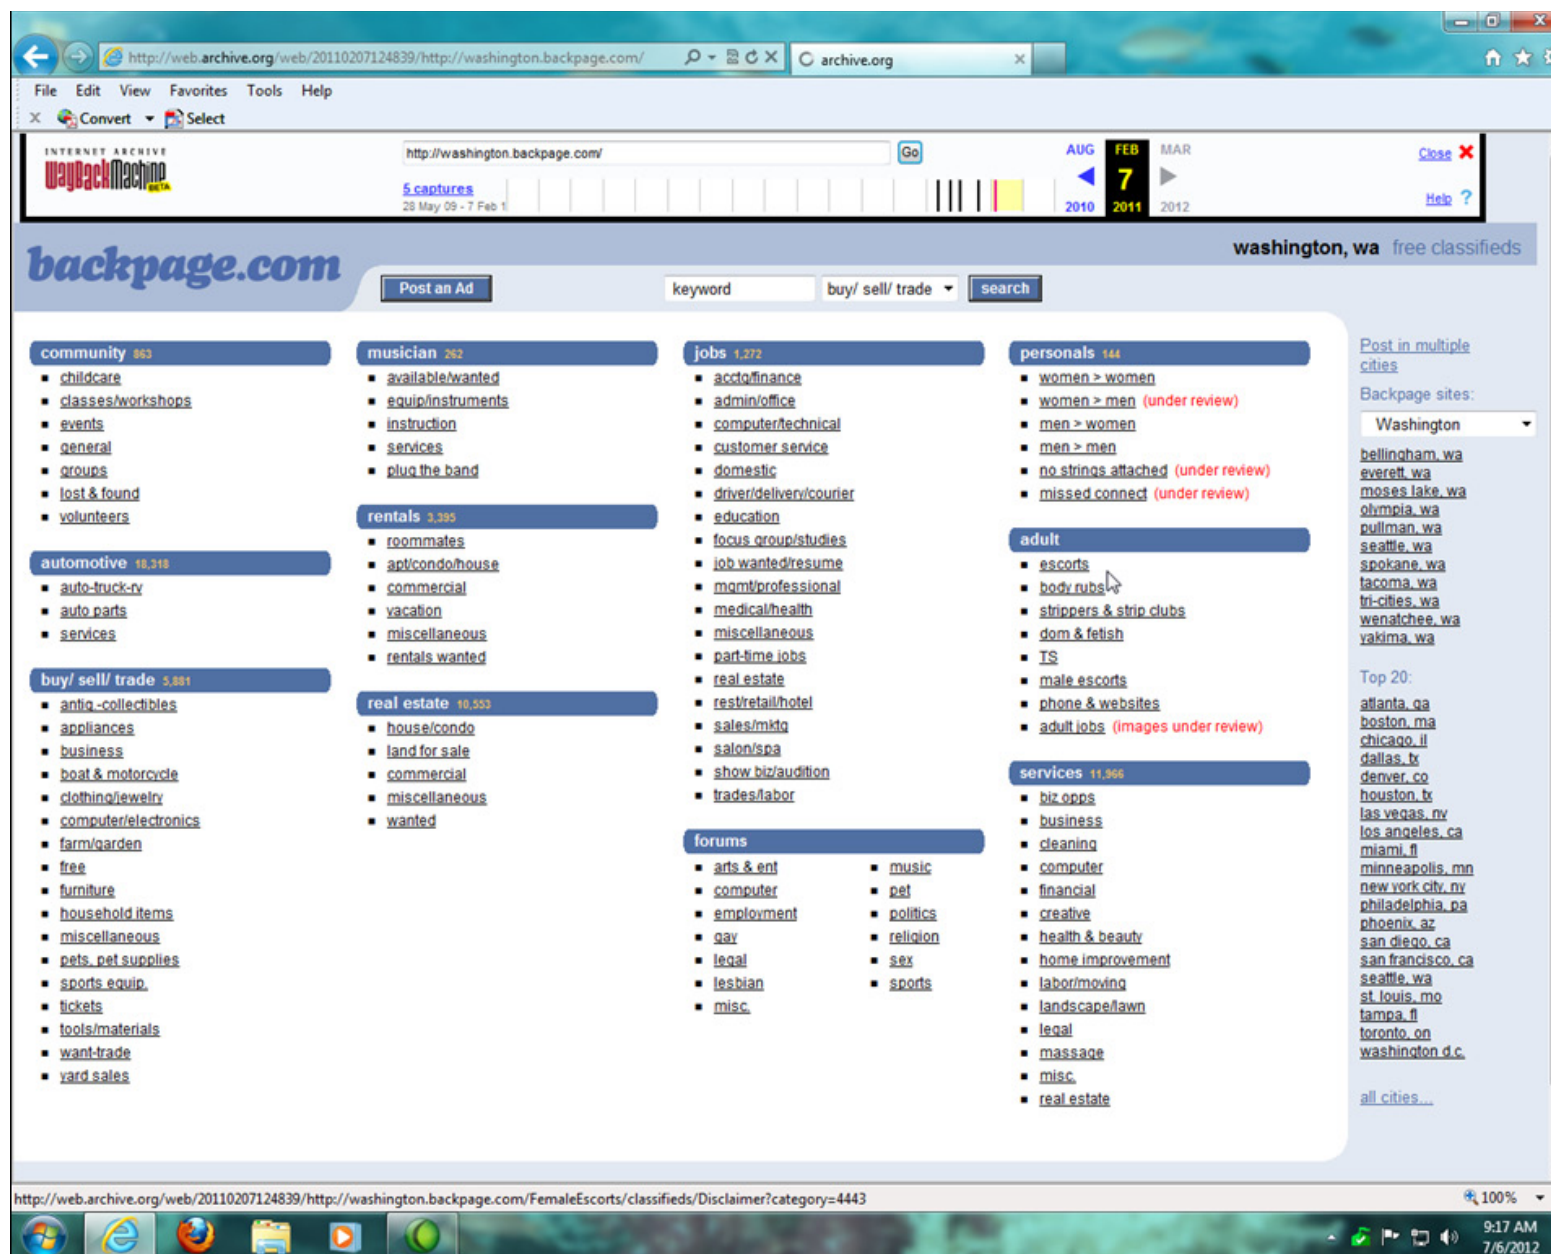 http://web.archive.org/web/20110207124839/http://washington.backpage.com/
archive.org
File Edit View Favorites Tools Help
Convert Select
INTERNET ARCHIVE
WayBackMachine
BETA
http://washington.backpage.com/
Go
5 captures
28 May 09 - 7 Feb 1
AUG FEB MAR
7
2010 2011 2012
Close
Help
backpage.com
washington, wa free classifieds
Post an Ad
keyword
buy/ sell/ trade
search
community 863
childcare
classes/workshops
events
general
groups
lost & found
volunteers
automotive 18,318
auto-truck-rv
auto parts
services
buy/ sell/ trade 5,881
antiq.-collectibles
appliances
business
boat & motorcycle
clothing/jewelry
computer/electronics
farm/garden
free
furniture
household items
miscellaneous
pets, pet supplies
sports equip.
tickets
tools/materials
want-trade
yard sales
musician 262
available/wanted
equip/instruments
instruction
services
plug the band
rentals 3,395
roommates
apt/condo/house
commercial
vacation
miscellaneous
rentals wanted
real estate 10,553
house/condo
land for sale
commercial
miscellaneous
wanted
jobs 1,272
acctg/finance
admin/office
computer/technical
customer service
domestic
driver/delivery/courier
education
focus group/studies
job wanted/resume
mgmt/professional
medical/health
miscellaneous
part-time jobs
real estate
rest/retail/hotel
sales/mktg
salon/spa
show biz/audition
trades/labor
forums
arts & ent
computer
employment
gay
legal
lesbian
misc.
music
pet
politics
religion
sex
sports
personals 144
women > women
women > men (under review)
men > women
men > men
no strings attached (under review)
missed connect (under review)
adult
escorts
body rubs
strippers & strip clubs
dom & fetish
TS
male escorts
phone & websites
adult jobs (images under review)
services 11,966
biz opps
business
cleaning
computer
financial
creative
health & beauty
home improvement
labor/moving
landscape/lawn
legal
massage
misc.
real estate
Post in multiple
cities
Backpage sites:
Washington
bellingham, wa
everett, wa
moses lake, wa
olympia, wa
pullman, wa
seattle, wa
spokane, wa
tacoma, wa
tri-cities, wa
wenatchee, wa
yakima, wa
Top 20:
atlanta, ga
boston, ma
chicago, il
dallas, tx
denver, co
houston, tx
las vegas, nv
los angeles, ca
miami, fl
minneapolis, mn
new york city, ny
philadelphia, pa
phoenix, az
san diego, ca
san francisco, ca
seattle, wa
st. louis, mo
tampa, fl
toronto, on
washington d.c.
all cities...
http://web.archive.org/web/20110207124839/http://washington.backpage.com/FemaleEscorts/classifieds/Disclaimer?category=4443
100%
9:17 AM
7/6/2012